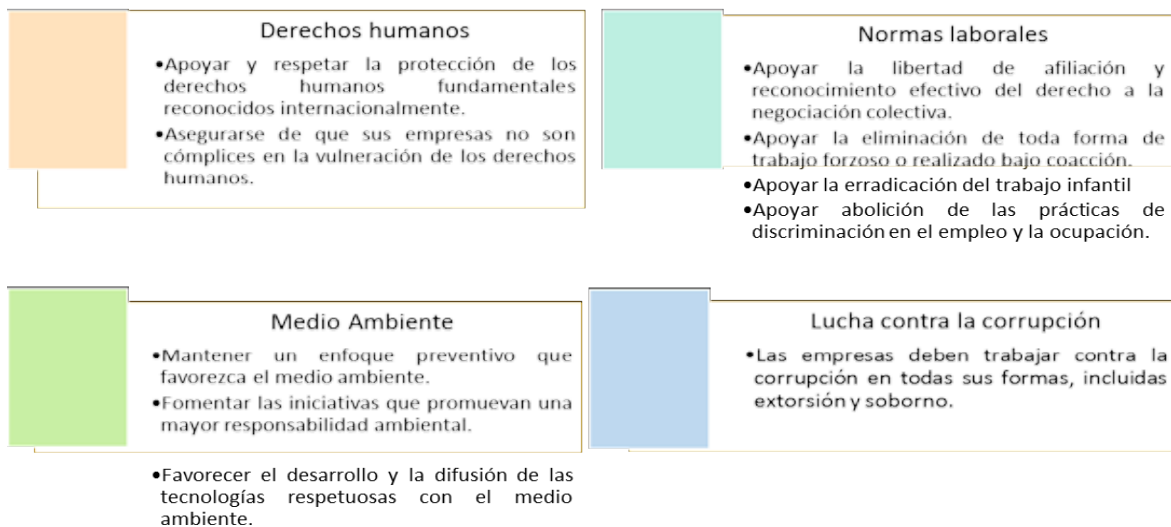 Derechos humanos
•Apoyar y respetar la protección de los
derechos humanos fundamentales
reconocidos internacionalmente.
•Asegurarse de que sus empresas no son
cómplices en la vulneración de los derechos
humanos.
Normas laborales
•Apoyar la libertad de afiliación y
reconocimiento efectivo del derecho a la
negociación colectiva.
•Apoyar la eliminación de toda forma de
trabajo forzoso o realizado bajo coacción.
•Apoyar la erradicación del trabajo infantil
•Apoyar abolición de las prácticas de
discriminación en el empleo y la ocupación.
Medio Ambiente
•Mantener un enfoque preventivo que
favorezca el medio ambiente.
•Fomentar las iniciativas que promuevan una
mayor responsabilidad ambiental.
•Favorecer el desarrollo y la difusión de las
tecnologías respetuosas con el medio
ambiente.
Lucha contra la corrupción
•Las empresas deben trabajar contra la
corrupción en todas sus formas, incluidas
extorsión y soborno.